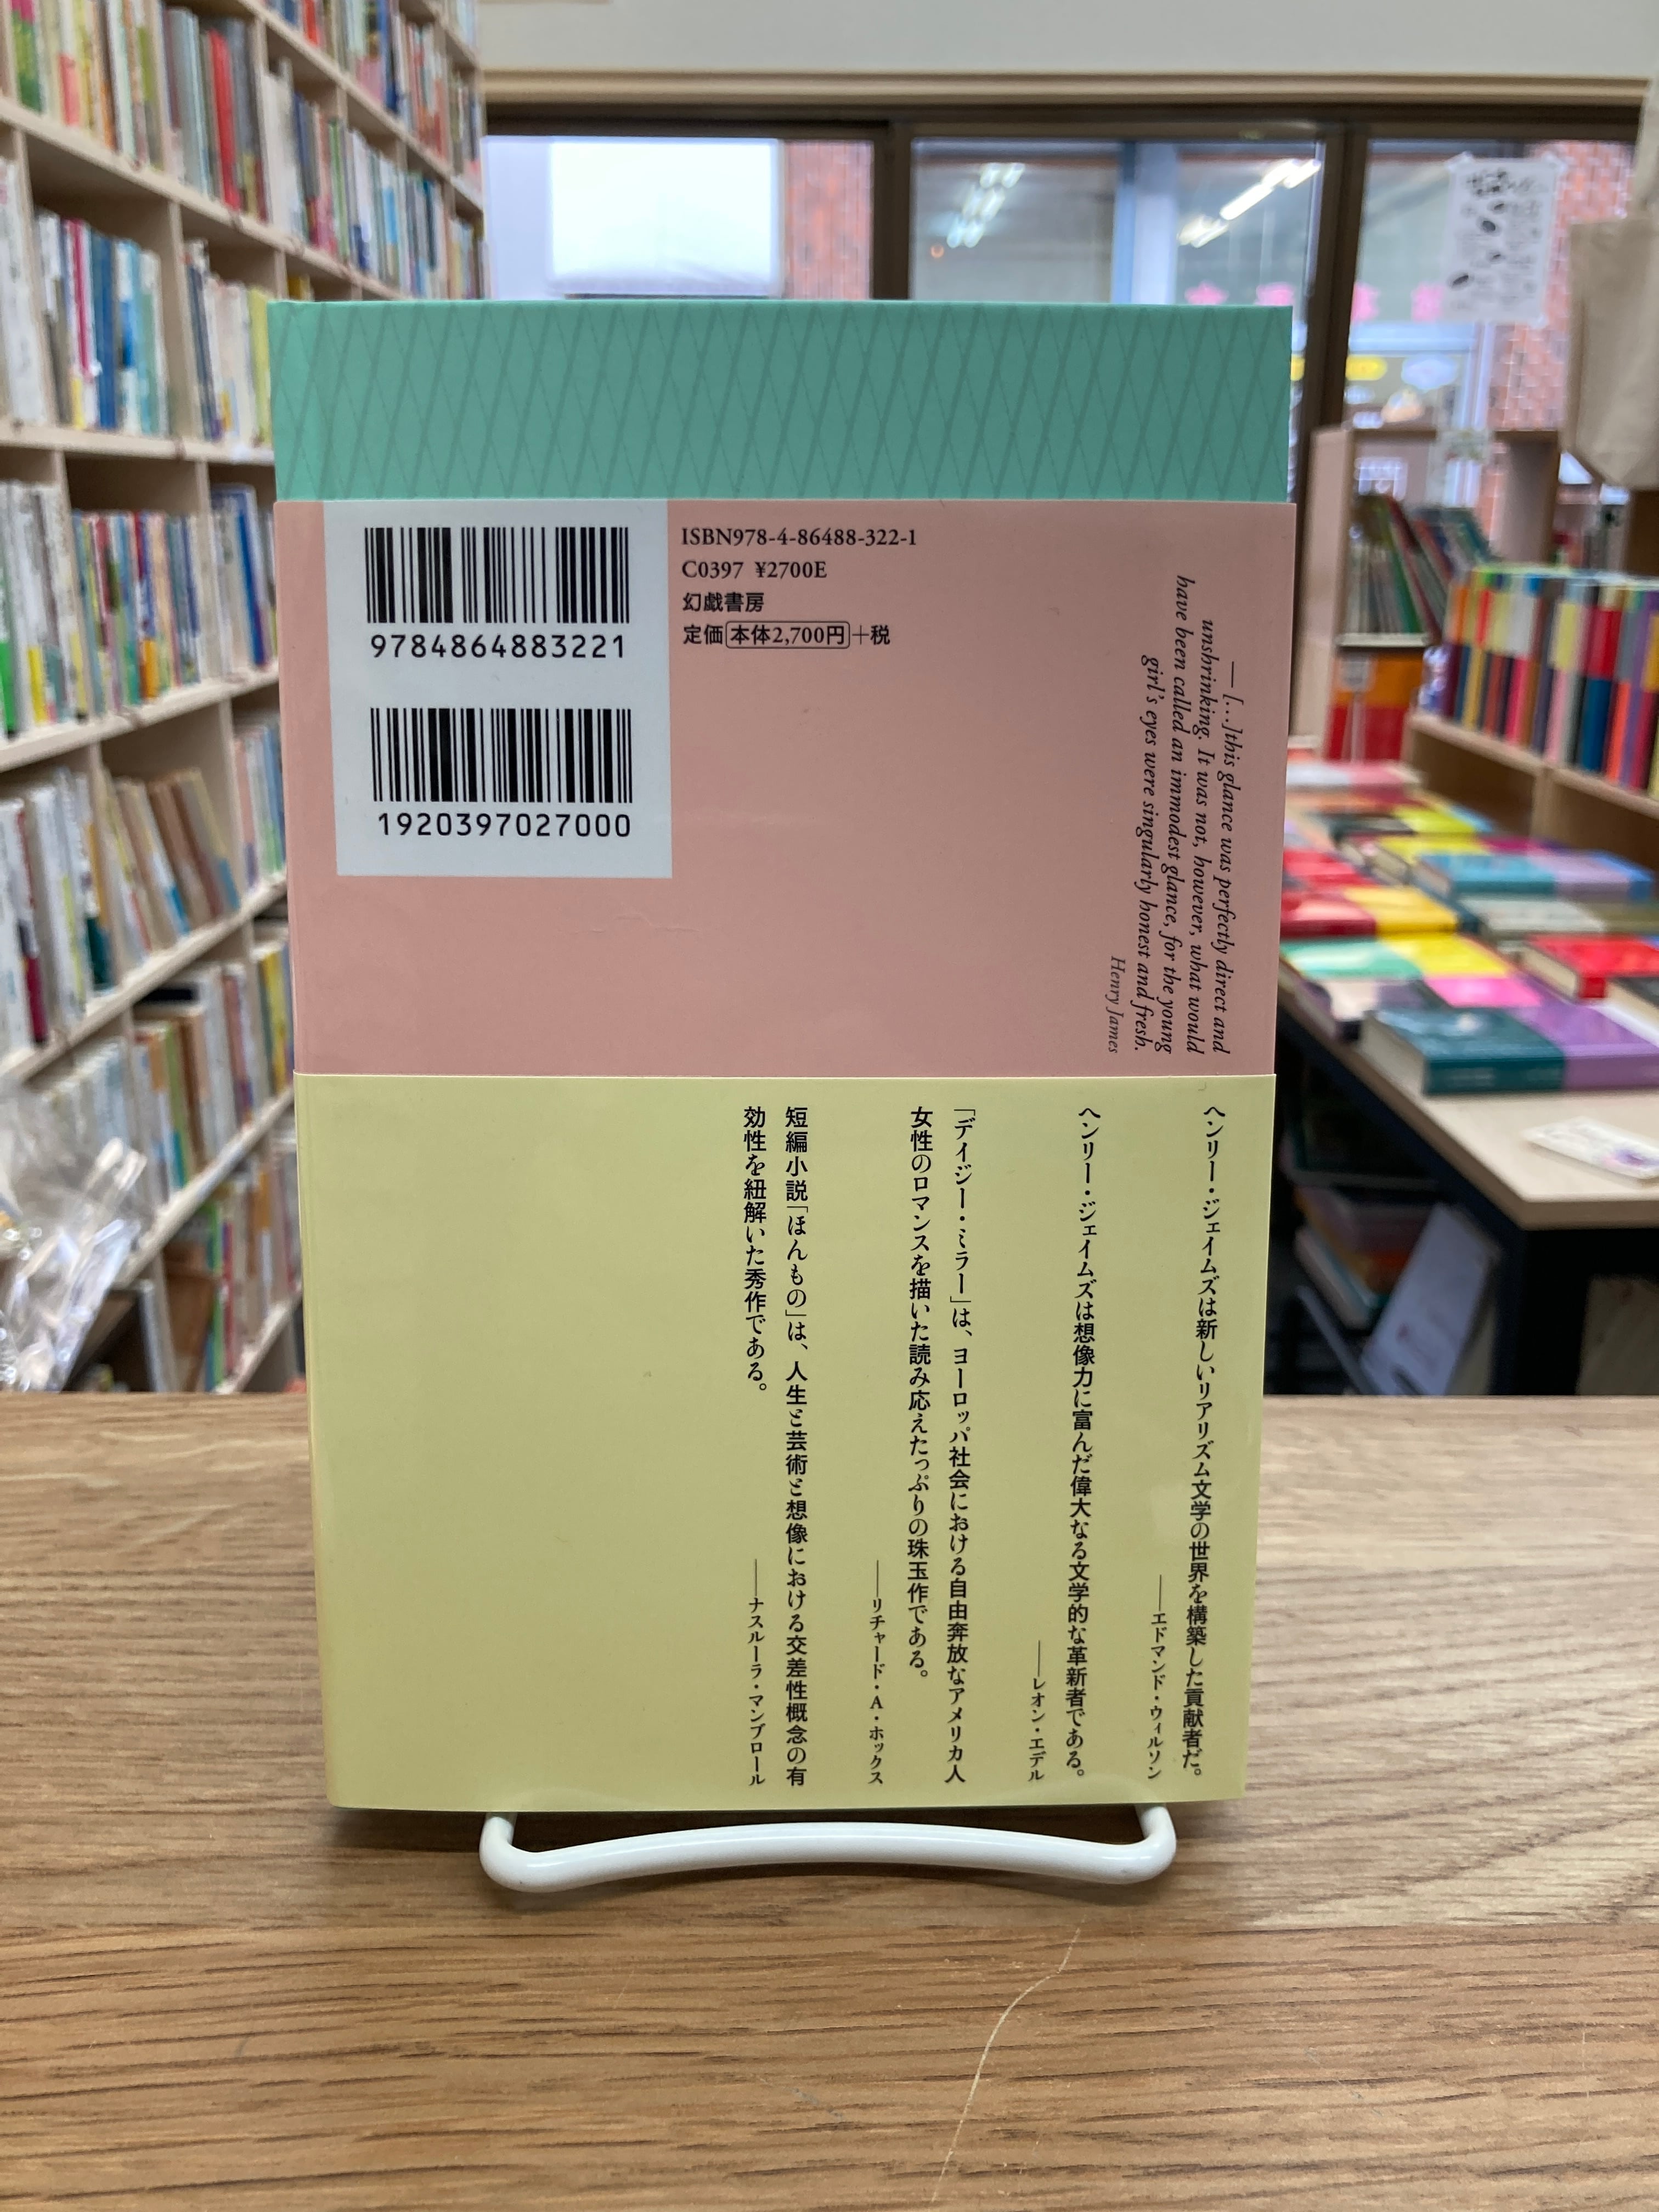 9784864883221
1920397027000
ISBN978-4-86488-322-1
C0397 ¥2700E
幻戯書房
定価本体2,700円+税
― […]this glance was perfectly direct and
unshrinking. It was not, however, what would
have been called an immodest glance, for the young
girl's eyes were singularly honest and fresh.
Henry James
ヘンリー・ジェイムズは新しいリアリズム文学の世界を構築した貢献者だ。
――エドマンド・ウィルソン
ヘンリー・ジェイムズは想像力に富んだ偉大なる文学的な革新者である。
――レオン・エデル
「デイジー・ミラー」は、ヨーロッパ社会における自由奔放なアメリカ人
女性のロマンスを描いた読み応えたっぷりの珠玉作である。
――リチャード・A・ホックス
短編小説「ほんもの」は、人生と芸術と想像における交差性概念の有
効性を紐解いた秀作である。
――ナスルーラ・マンブロール